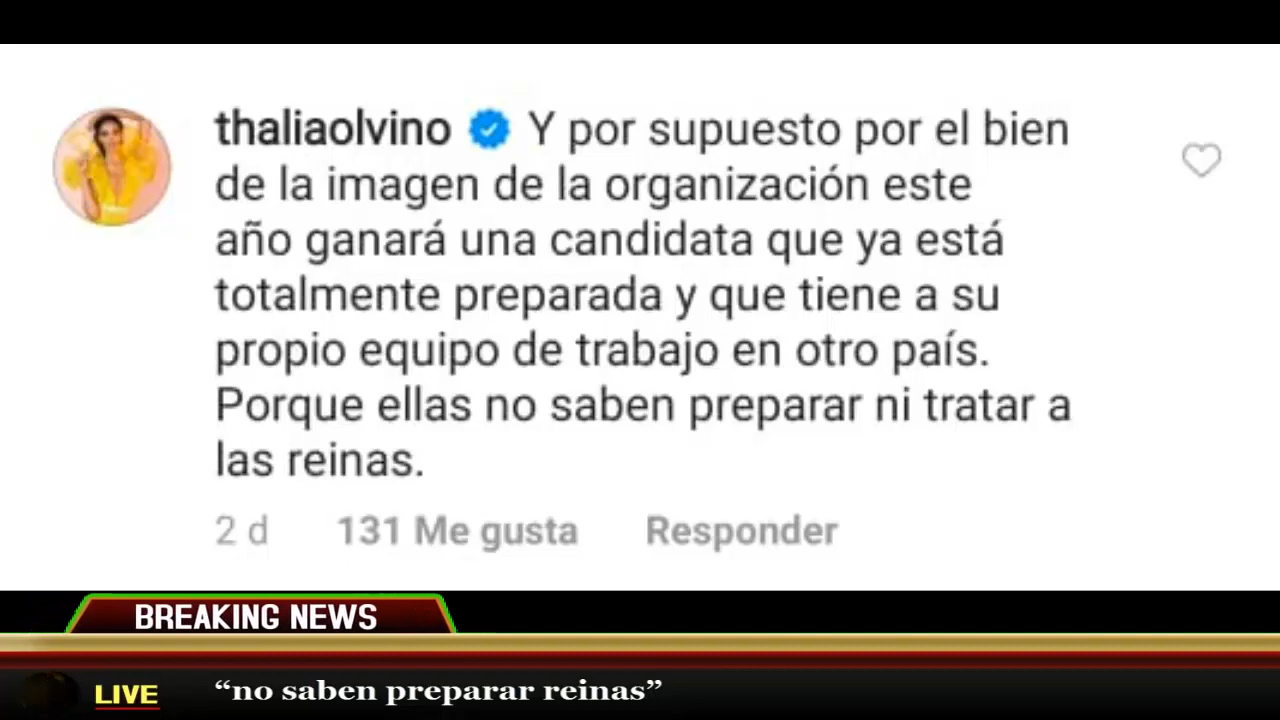 thaliaolvino Y por supuesto por el bien
de la imagen de la organización este
año ganará una candidata que ya está
totalmente preparada y que tiene a su
propio equipo de trabajo en otro país.
Porque ellas no saben preparar ni tratar a
las reinas.
2 d 131 Me gusta Responder
BREAKING NEWS
LIVE “no saben preparar reinas”